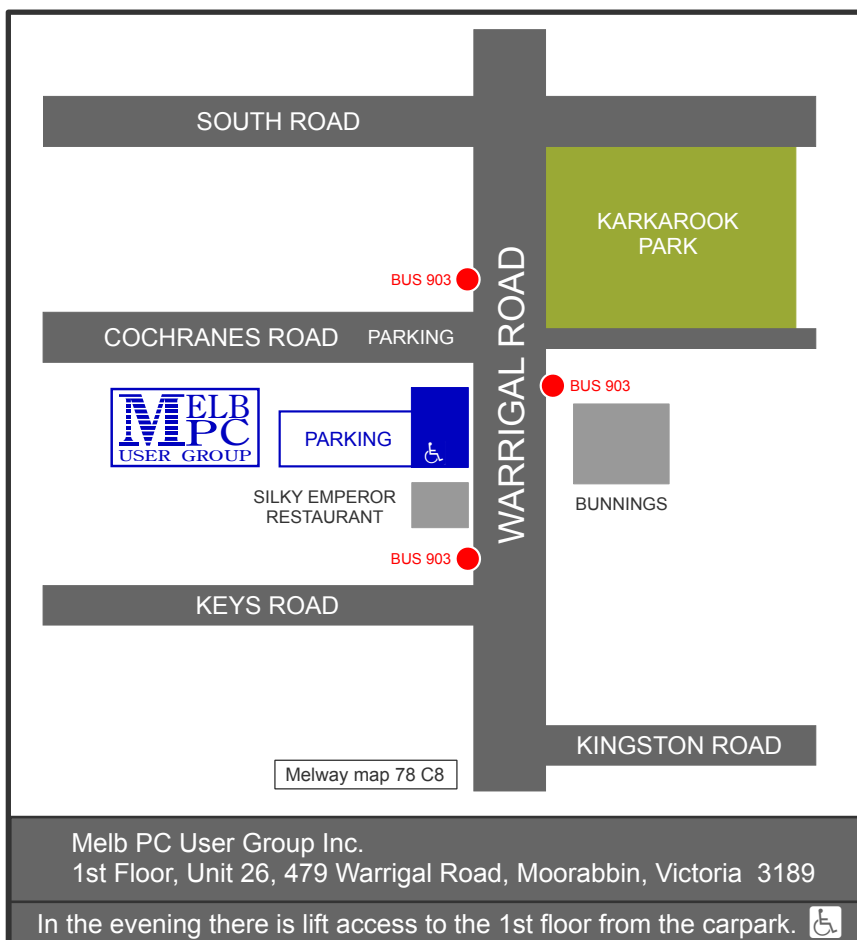 SOUTH ROAD
KARKAROOK
PARK
WARRIGAL ROAD
BUS 903
COCHRANES ROAD
PARKING
BUS 903
MELB
PC
USER GROUP
PARKING
SILKY EMPEROR
RESTAURANT
BUNNINGS
BUS 903
KEYS ROAD
KINGSTON ROAD
Melway map 78 C8
Melb PC User Group Inc.
1st Floor, Unit 26, 479 Warrigal Road, Moorabbin, Victoria 3189
In the evening there is lift access to the 1st floor from the carpark.